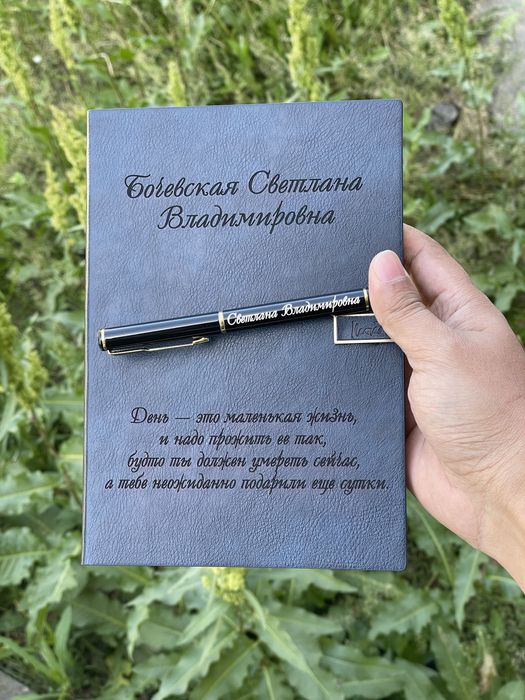 Бочевская Светлана
Владимировна
Светлана Владимировна
День — это маленькая жизнь,
и надо прожить ее так,
будто ты должен умереть сейчас,
а тебе неожиданно подарили еще сутки.